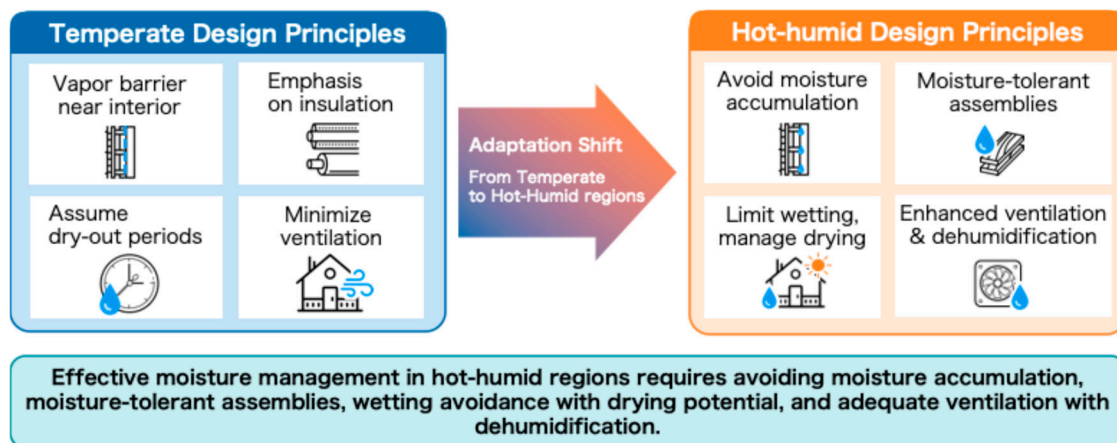 Temperate Design Principles
Vapor barrier
near interior
Emphasis
on insulation
Assume
dry-out periods
Minimize
ventilation
Adaptation Shift
From Temperate
to Hot-Humid regions
Hot-humid Design Principles
Avoid moisture
accumulation
Moisture-tolerant
assemblies
Limit wetting,
manage drying
Enhanced ventilation
& dehumidification
Effective moisture management in hot-humid regions requires avoiding moisture accumulation,
moisture-tolerant assemblies, wetting avoidance with drying potential, and adequate ventilation with
dehumidification.